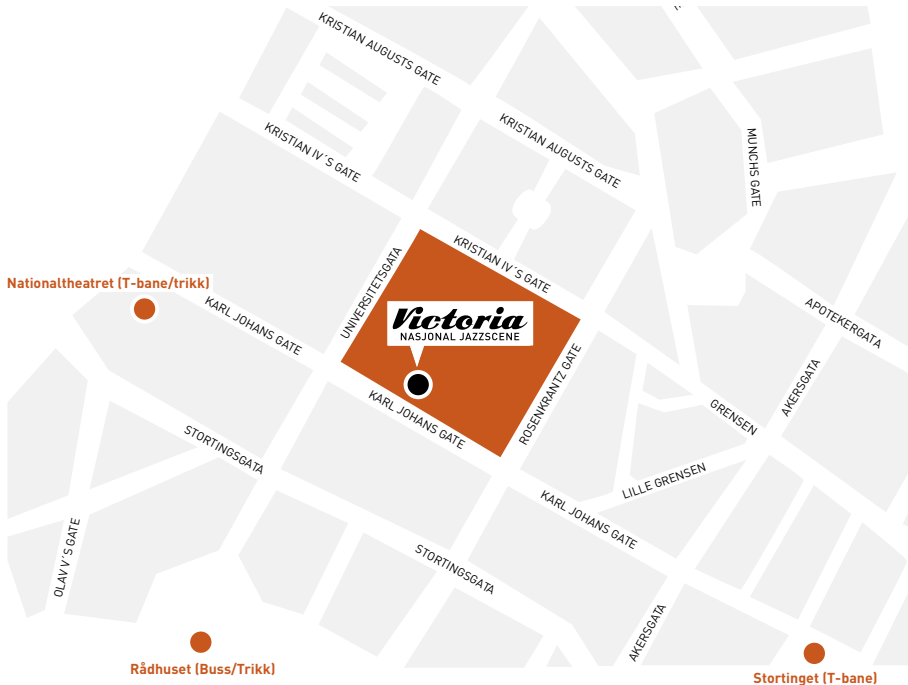 KRISTIAN AUGUSTS GATE
KRISTIAN AUGUSTS GATE
KRISTIAN IV´S GATE
MUNCHS GATE
KRISTIAN IV´S GATE
UNIVERSITETSGATA
Nationaltheatret (T-bane/trikk)
KARL JOHANS GATE
Victoria
NASJONAL JAZZSCENE
APOTEKERGATA
ROSENKRANTZ GATE
AKERSGATA
KARL JOHANS GATE
GRENSEN
STORTINGSGATA
LILLE GRENSEN
KARL JOHANS GATE
OLAV V´S GATE
STORTINGSGATA
AKERSGATA
Rådhuset (Buss/Trikk)
Stortinget (T-bane)